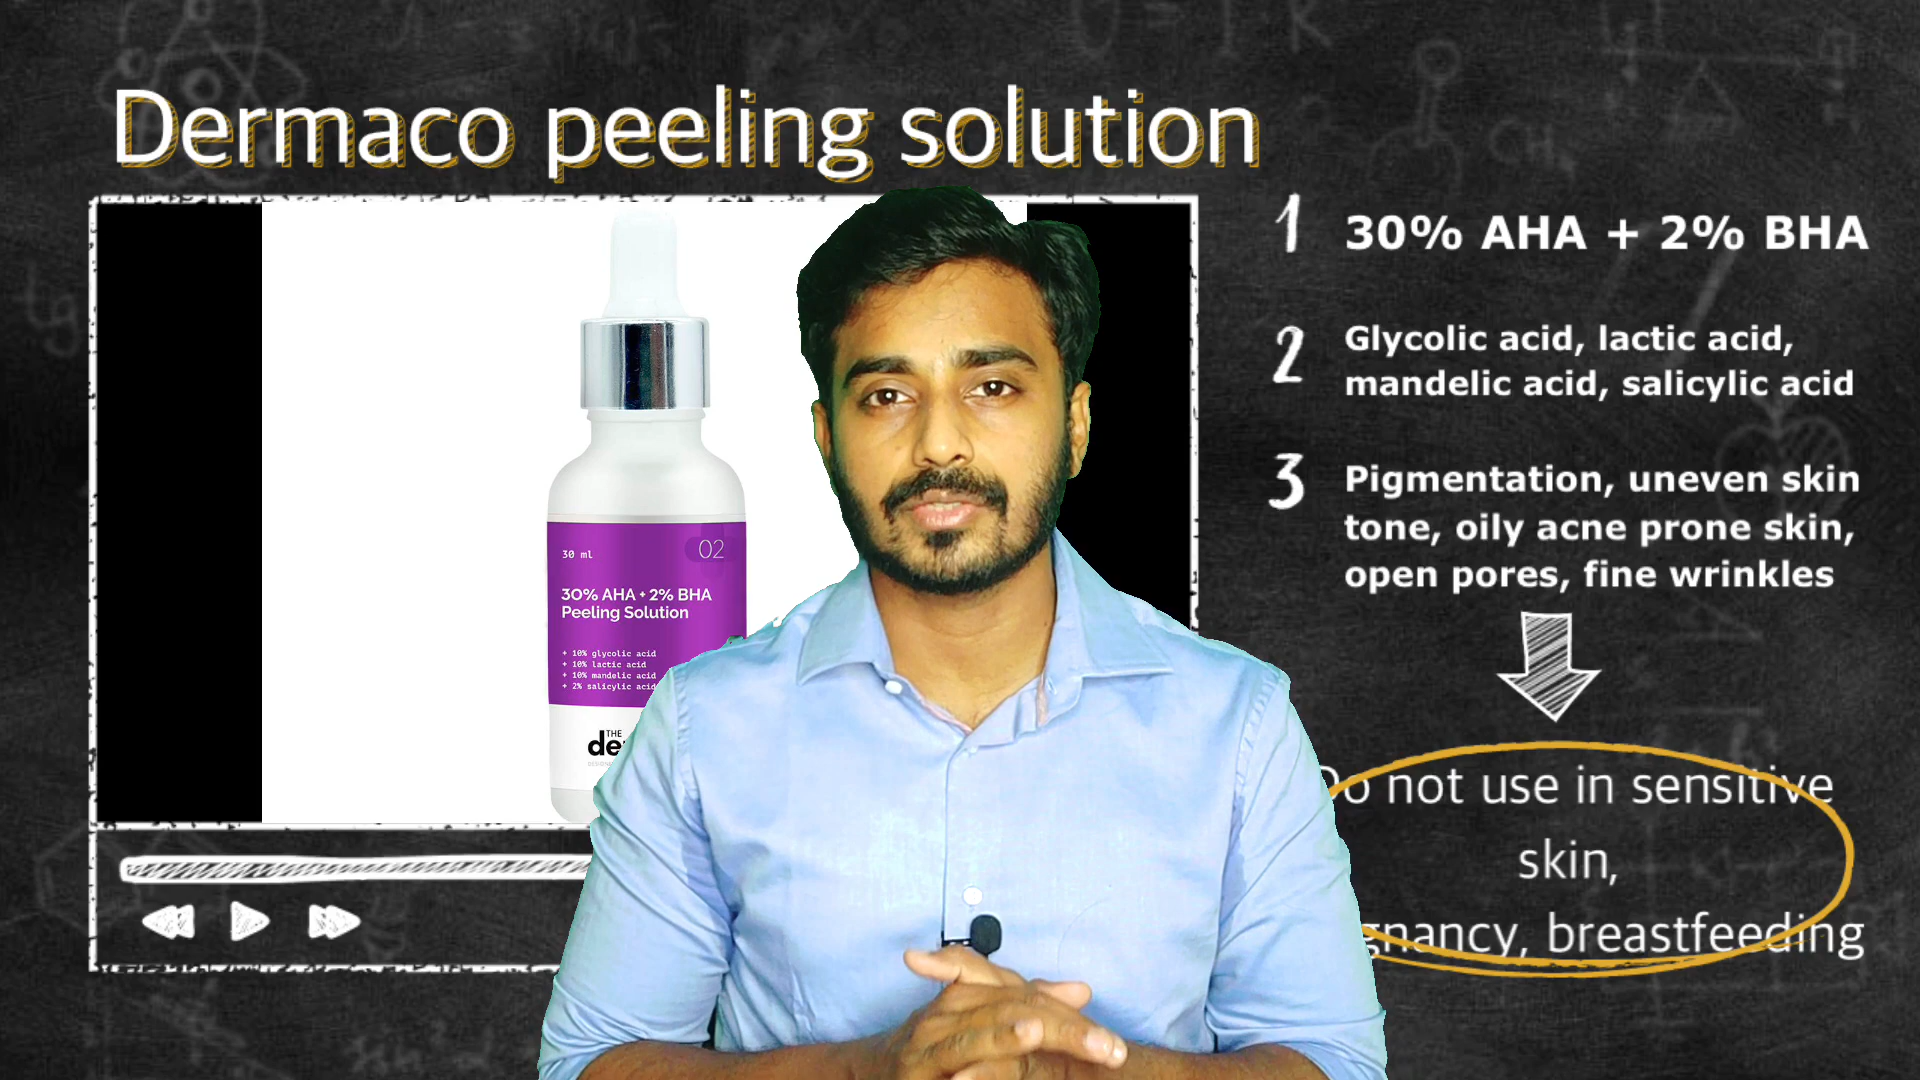 Dermaco peeling solution
30 ml
02
30% AHA + 2% BHA
Peeling Solution
+ 10% glycolic acid
+ 10% lactic acid
+ 10% mandelic acid
+ 2% salicylic acid
THE
1 30% AHA + 2% BHA
2 Glycolic acid, lactic acid,
mandelic acid, salicylic acid
3 Pigmentation, uneven skin
tone, oily acne prone skin,
open pores, fine wrinkles
Do not use in sensitive
skin,
gnancy, breastfeeding